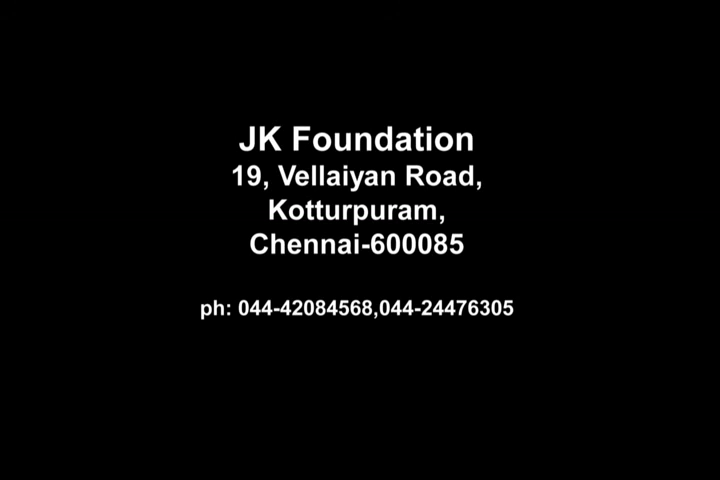 JK Foundation
19, Vellaiyan Road,
Kotturpuram,
Chennai-600085
ph: 044-42084568,044-24476305